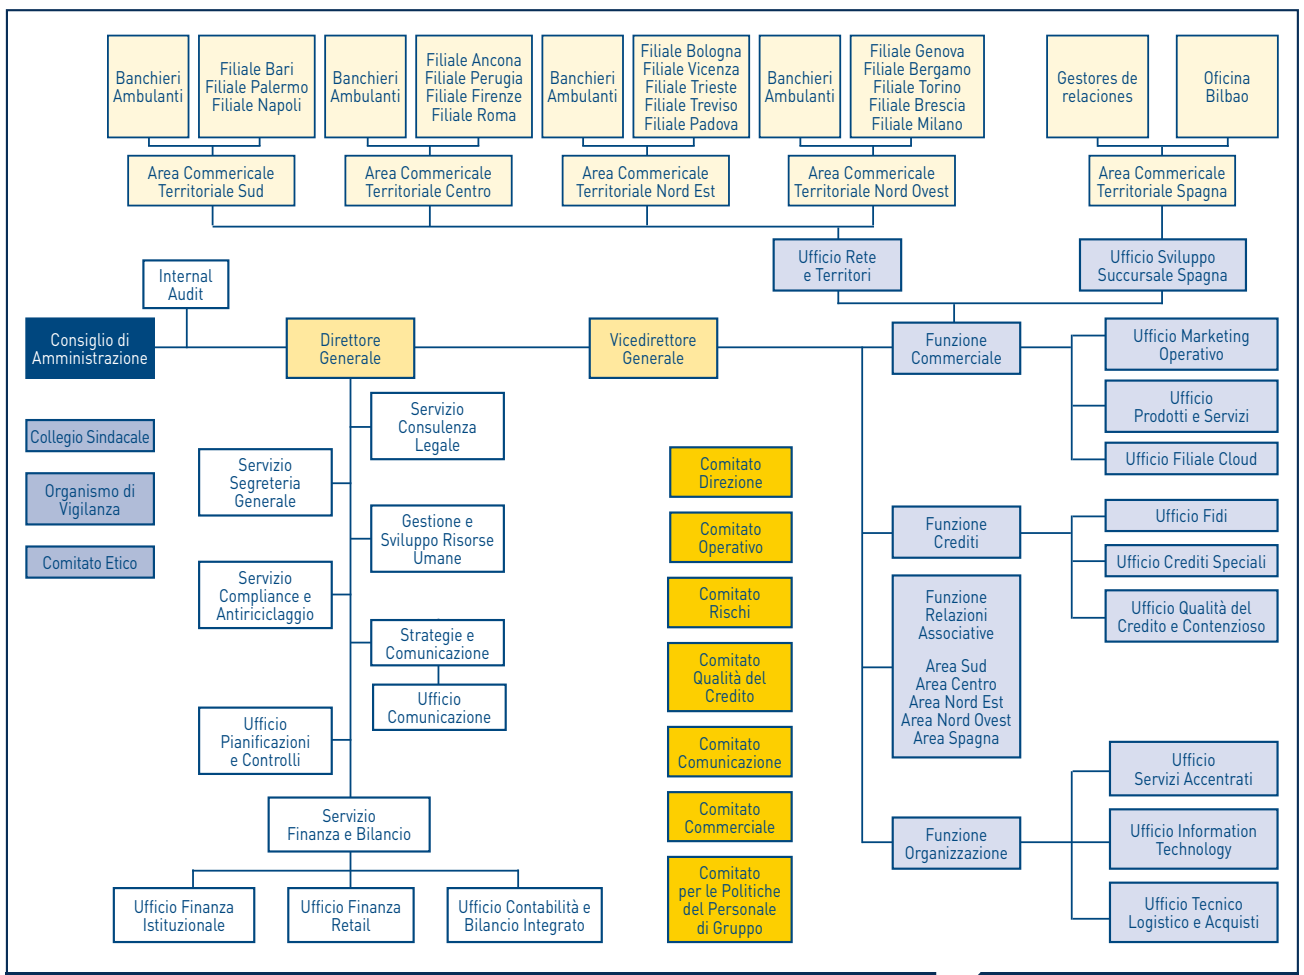 Banchieri
Ambulanti
Filiale Bari
Filiale Palermo
Filiale Napoli
Banchieri
Ambulanti
Filiale Ancona
Filiale Perugia
Filiale Firenze
Filiale Roma
Banchieri
Ambulanti
Filiale Bologna
Filiale Vicenza
Filiale Trieste
Filiale Treviso
Filiale Padova
Banchieri
Ambulanti
Filiale Genova
Filiale Bergamo
Filiale Torino
Filiale Brescia
Filiale Milano
Gestores de
relaciones
Oficina
Bilbao
Area Commericale
Territoriale Sud
Area Commericale
Territoriale Centro
Area Commericale
Territoriale Nord Est
Area Commericale
Territoriale Nord Ovest
Area Commericale
Territoriale Spagna
Ufficio Rete
e Territori
Ufficio Sviluppo
Succursale Spagna
Internal
Audit
Consiglio di
Amministrazione
Direttore
Generale
Vicedirettore
Generale
Funzione
Commerciale
Ufficio Marketing
Operativo
Ufficio
Prodotti e Servizi
Ufficio Filiale Cloud
Collegio Sindacale
Organismo di
Vigilanza
Comitato Etico
Servizio
Consulenza
Legale
Servizio
Segreteria
Generale
Gestione e
Sviluppo Risorse
Umane
Servizio
Compliance e
Antiriciclaggio
Strategie e
Comunicazione
Ufficio
Comunicazione
Ufficio
Pianificazioni
e Controlli
Servizio
Finanza e Bilancio
Ufficio Finanza
Istituzionale
Ufficio Finanza
Retail
Ufficio Contabilità e
Bilancio Integrato
Comitato
Direzione
Comitato
Operativo
Comitato
Rischi
Comitato
Qualità del
Credito
Comitato
Comunicazione
Comitato
Commerciale
Comitato
per le Politiche
del Personale
di Gruppo
Funzione
Crediti
Ufficio Fidi
Ufficio Crediti Speciali
Ufficio Qualità del
Credito e Contenzioso
Funzione
Relazioni
Associative
Area Sud
Area Centro
Area Nord Est
Area Nord Ovest
Area Spagna
Funzione
Organizzazione
Ufficio
Servizi Accentrati
Ufficio Information
Technology
Ufficio Tecnico
Logistico e Acquisti